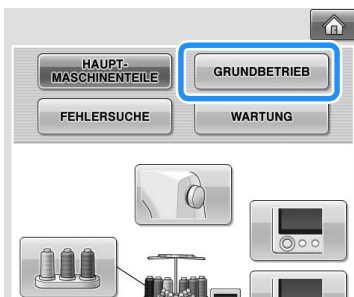 HAUPT-
MASCHINENTEILE
GRUNDBETRIEB
FEHLERSUCHE
WARTUNG